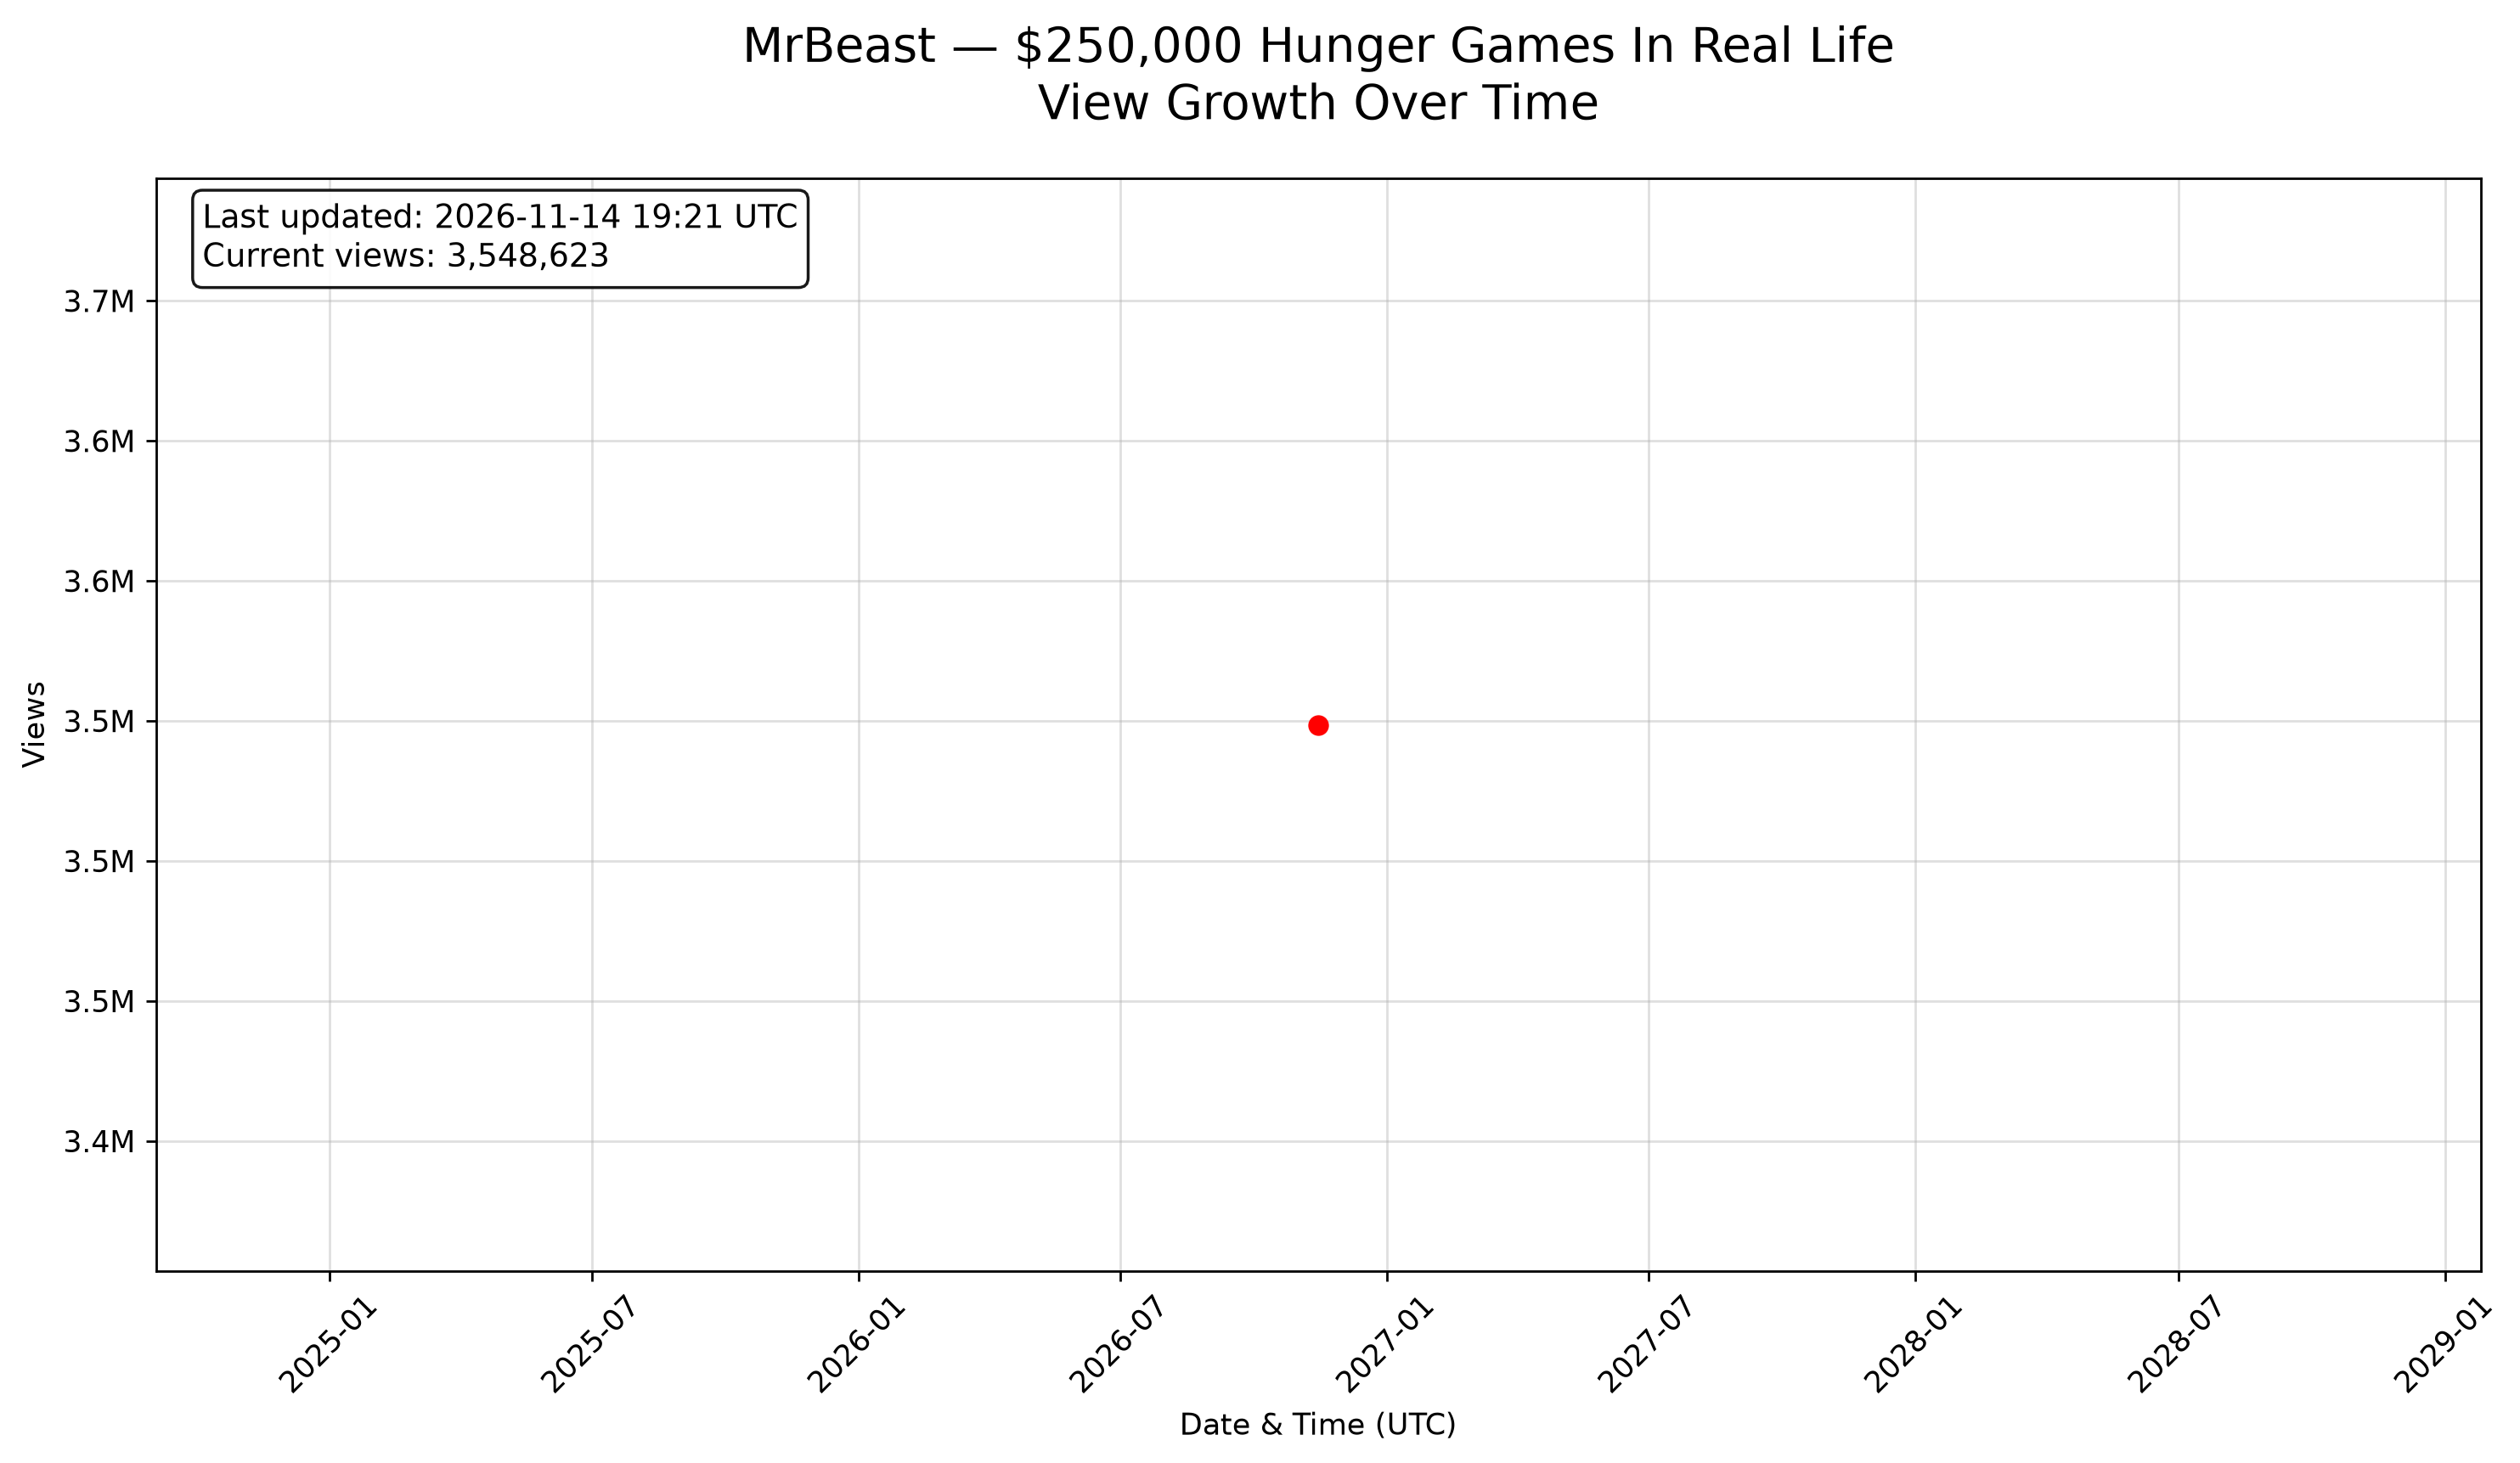 MrBeast — $250,000 Hunger Games In Real Life
View Growth Over Time
Last updated: 2026-11-14 19:21 UTC
Current views: 3,548,623
3.7M
3.6M
3.6M
3.5M
3.5M
3.5M
3.4M
Views
2025-01
2025-07
2026-01
2026-07
2027-01
2027-07
2028-01
2028-07
2029-01
Date & Time (UTC)